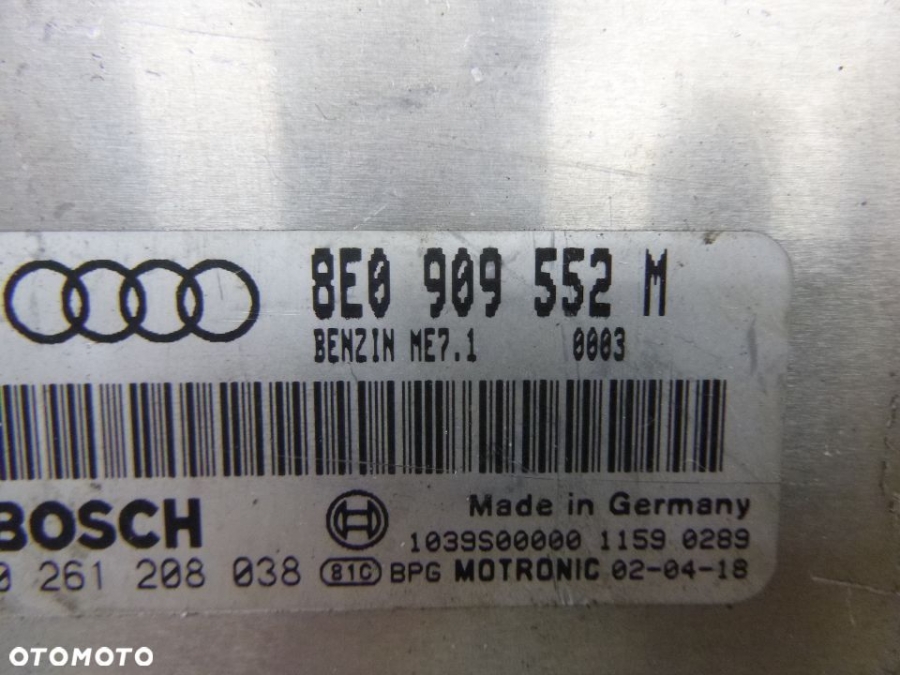 8E0 909 552 M
BENZIN ME7.1 0003
BOSCH
Made in Germany
1039S00000 1159 0289
0 261 208 038 81C BPG MOTRONIC 02-04-18
OTOMOTO